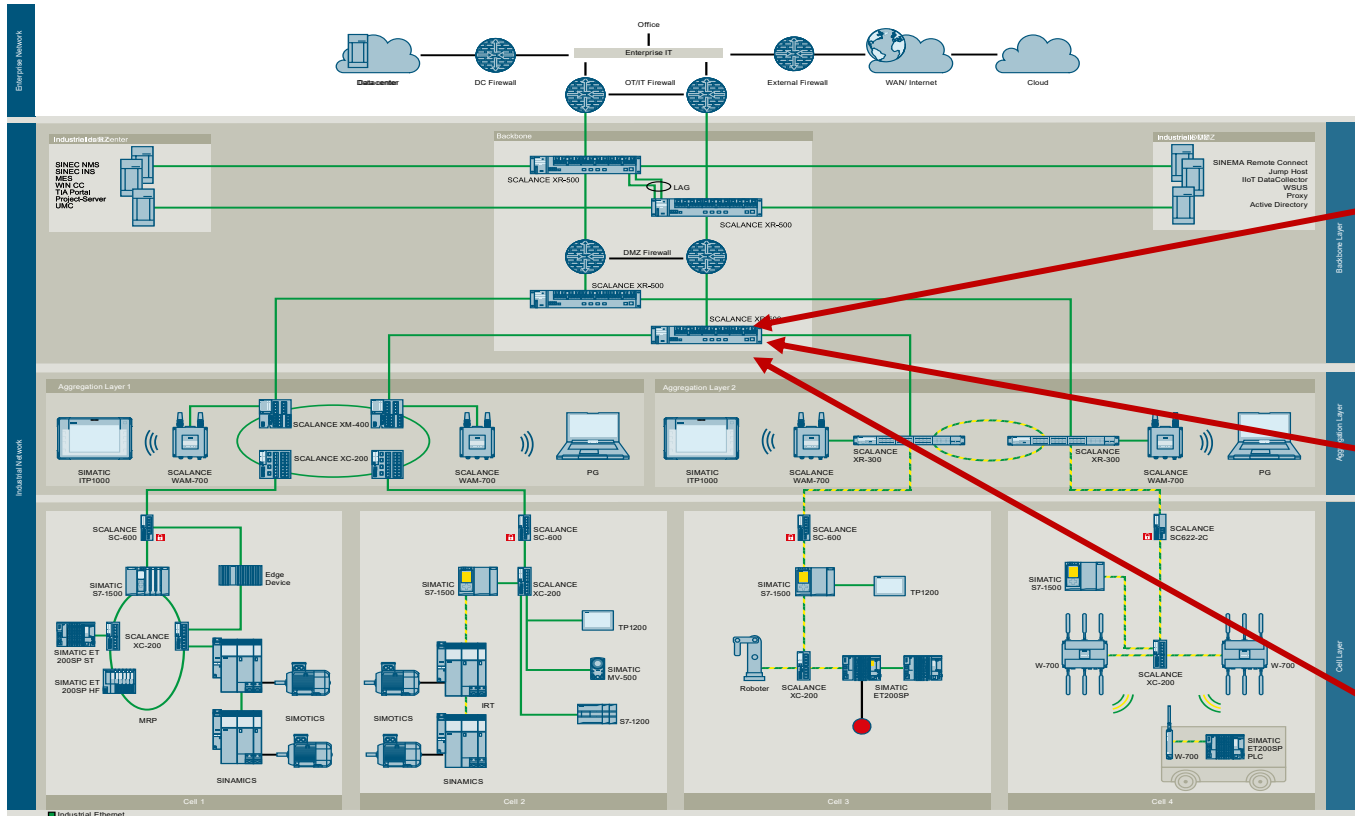 Enterprise Network
Office
Enterprise IT
Data center
DC Firewall
OT/IT Firewall
External Firewall
WAN/ Internet
Cloud
Industrial Network
Backbone Layer
Backbone
SINEC NMS
SINEC INS
MES
WIN CC
TIA Portal
Project-Server
UMC
SCALANCE XR-500
LAG
SCALANCE XR-500
DMZ Firewall
SCALANCE XR-500
SCALANCE
SINEMA Remote Connect
Jump Host
IIoT DataCollector
WSUS
Proxy
Active Directory
Aggregation Layer
Aggregation Layer 1
SIMATIC
ITP1000
SCALANCE
WAM-700
SCALANCE XM-400
SCALANCE XC-200
SCALANCE
WAM-700
PG
Aggregation Layer 2
SIMATIC
ITP1000
SCALANCE
WAM-700
SCALANCE
XR-300
SCALANCE
XR-300
SCALANCE
WAM-700
PG
Cell Layer
SCALANCE
SC-600
SIMATIC
S7-1500
Edge
Device
SIMATIC ET
200SP ST
SCALANCE
XC-200
SIMATIC ET
200SP HF
MRP
SIMOTICS
SINAMICS
Cell 1
SCALANCE
SC-600
SIMATIC
S7-1500
SCALANCE
XC-200
TP1200
SIMATIC
MV-500
S7-1200
IRT
SIMOTICS
SINAMICS
Cell 2
SCALANCE
SC-600
SIMATIC
S7-1500
TP1200
Roboter
SCALANCE
XC-200
SIMATIC
ET200SP
Cell 3
SCALANCE
SC622-2C
SIMATIC
S7-1500
W-700
SCALANCE
XC-200
W-700
W-700
SIMATIC
ET200SP
PLC
Cell 4
Industrial Ethernet